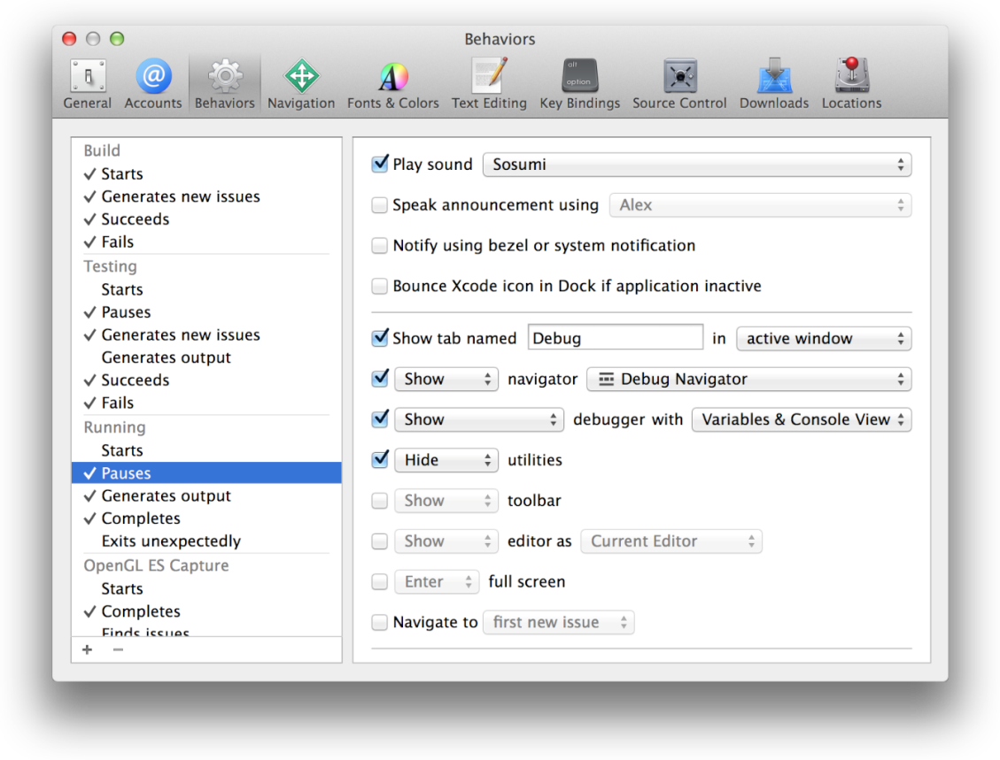 Behaviors
alt
option
General Accounts Behaviors Navigation Fonts & Colors Text Editing Key Bindings Source Control Downloads Locations
Build
Starts
Generates new issues
Succeeds
Fails
Testing
Starts
Pauses
Generates new issues
Generates output
Succeeds
Fails
Running
Starts
Pauses
Generates output
Completes
Exits unexpectedly
OpenGL ES Capture
Starts
Completes
Finds issues
+ −
Play sound Sosumi
Speak announcement using Alex
Notify using bezel or system notification
Bounce Xcode icon in Dock if application inactive
Show tab named Debug in active window
Show navigator Debug Navigator
Show debugger with Variables & Console View
Hide utilities
Show toolbar
Show editor as Current Editor
Enter full screen
Navigate to first new issue